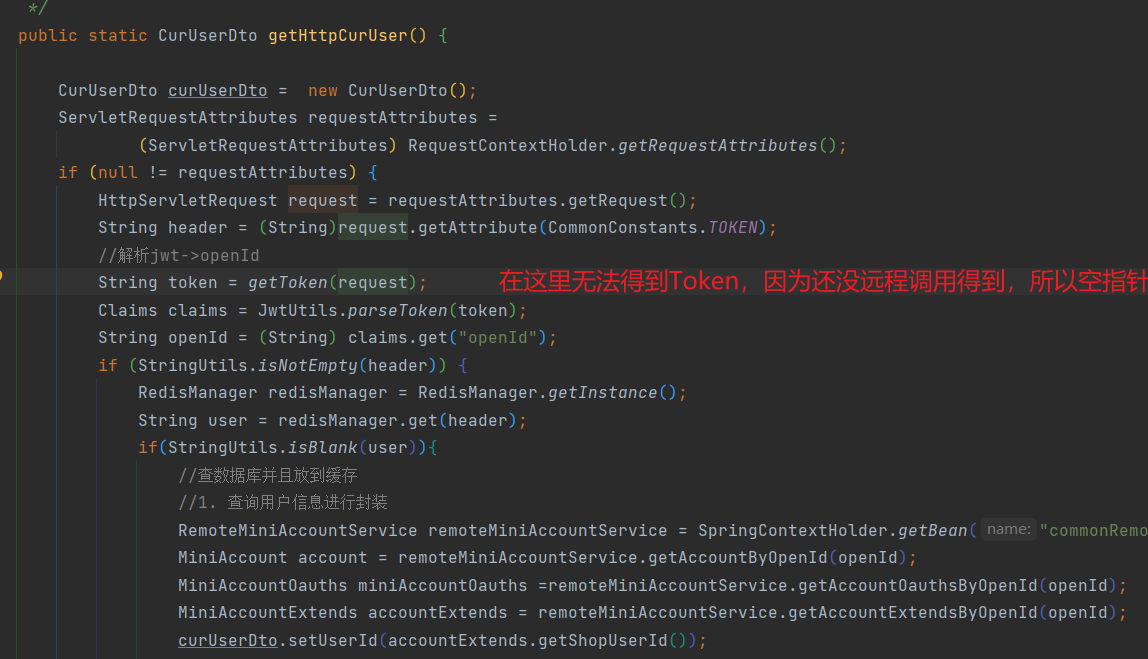 */
public static CurUserDto getHttpCurUser() {
CurUserDto curUserDto =  new CurUserDto();
ServletRequestAttributes requestAttributes =
(ServletRequestAttributes) RequestContextHolder.getRequestAttributes();
if (null != requestAttributes) {
HttpServletRequest request = requestAttributes.getRequest();
String header = (String)request.getAttribute(CommonConstants.TOKEN);
//解析jwt->openId
String token = getToken(request); 在这里无法得到Token，因为还没远程调用得到，所以空指针
Claims claims = JwtUtils.parseToken(token);
String openId = (String) claims.get("openId");
if (StringUtils.isNotEmpty(header)) {
RedisManager redisManager = RedisManager.getInstance();
String user = redisManager.get(header);
if(StringUtils.isBlank(user)){
//查数据库并且放到缓存
//1. 查询用户信息进行封装
RemoteMiniAccountService remoteMiniAccountService = SpringContextHolder.getBean( name: "commonRemo
MiniAccount account = remoteMiniAccountService.getAccountByOpenId(openId);
MiniAccountOauths miniAccountOauths =remoteMiniAccountService.getAccountOauthsByOpenId(openId);
MiniAccountExtends accountExtends = remoteMiniAccountService.getAccountExtendsByOpenId(openId);
curUserDto.setUserId(accountExtends.getShopUserId());